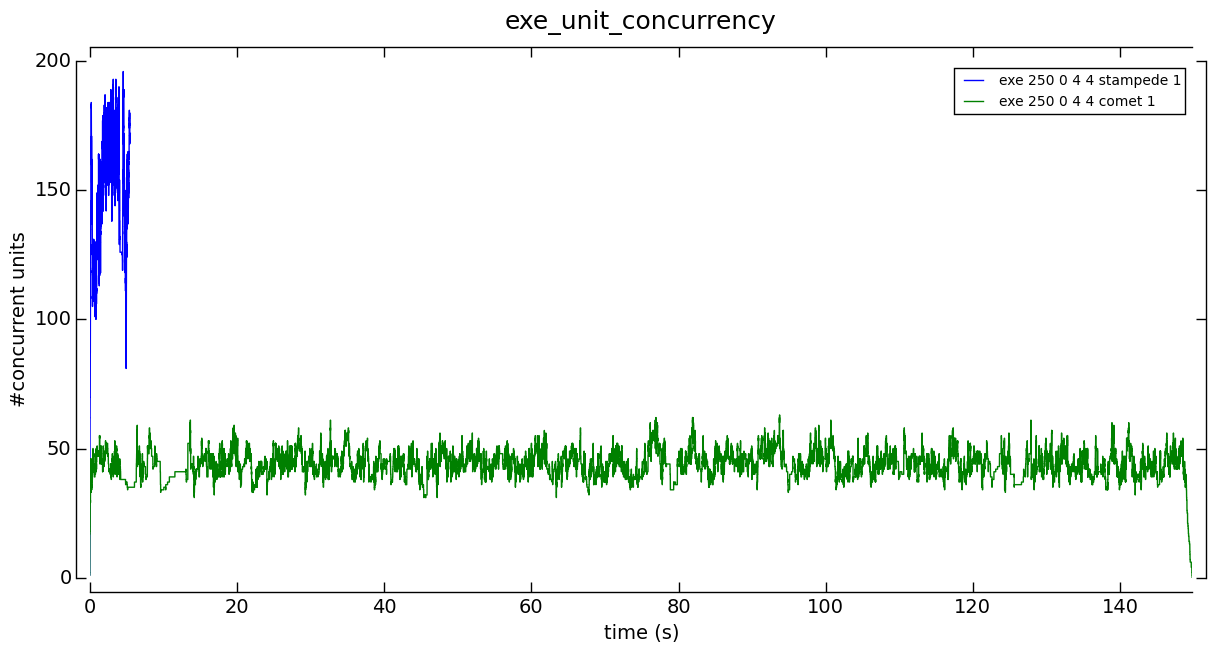 exe_unit_concurrency
exe 250 0 4 4 stampede 1
exe 250 0 4 4 comet 1
200
150
100
50
0
#concurrent units
0 20 40 60 80 100 120 140
time (s)